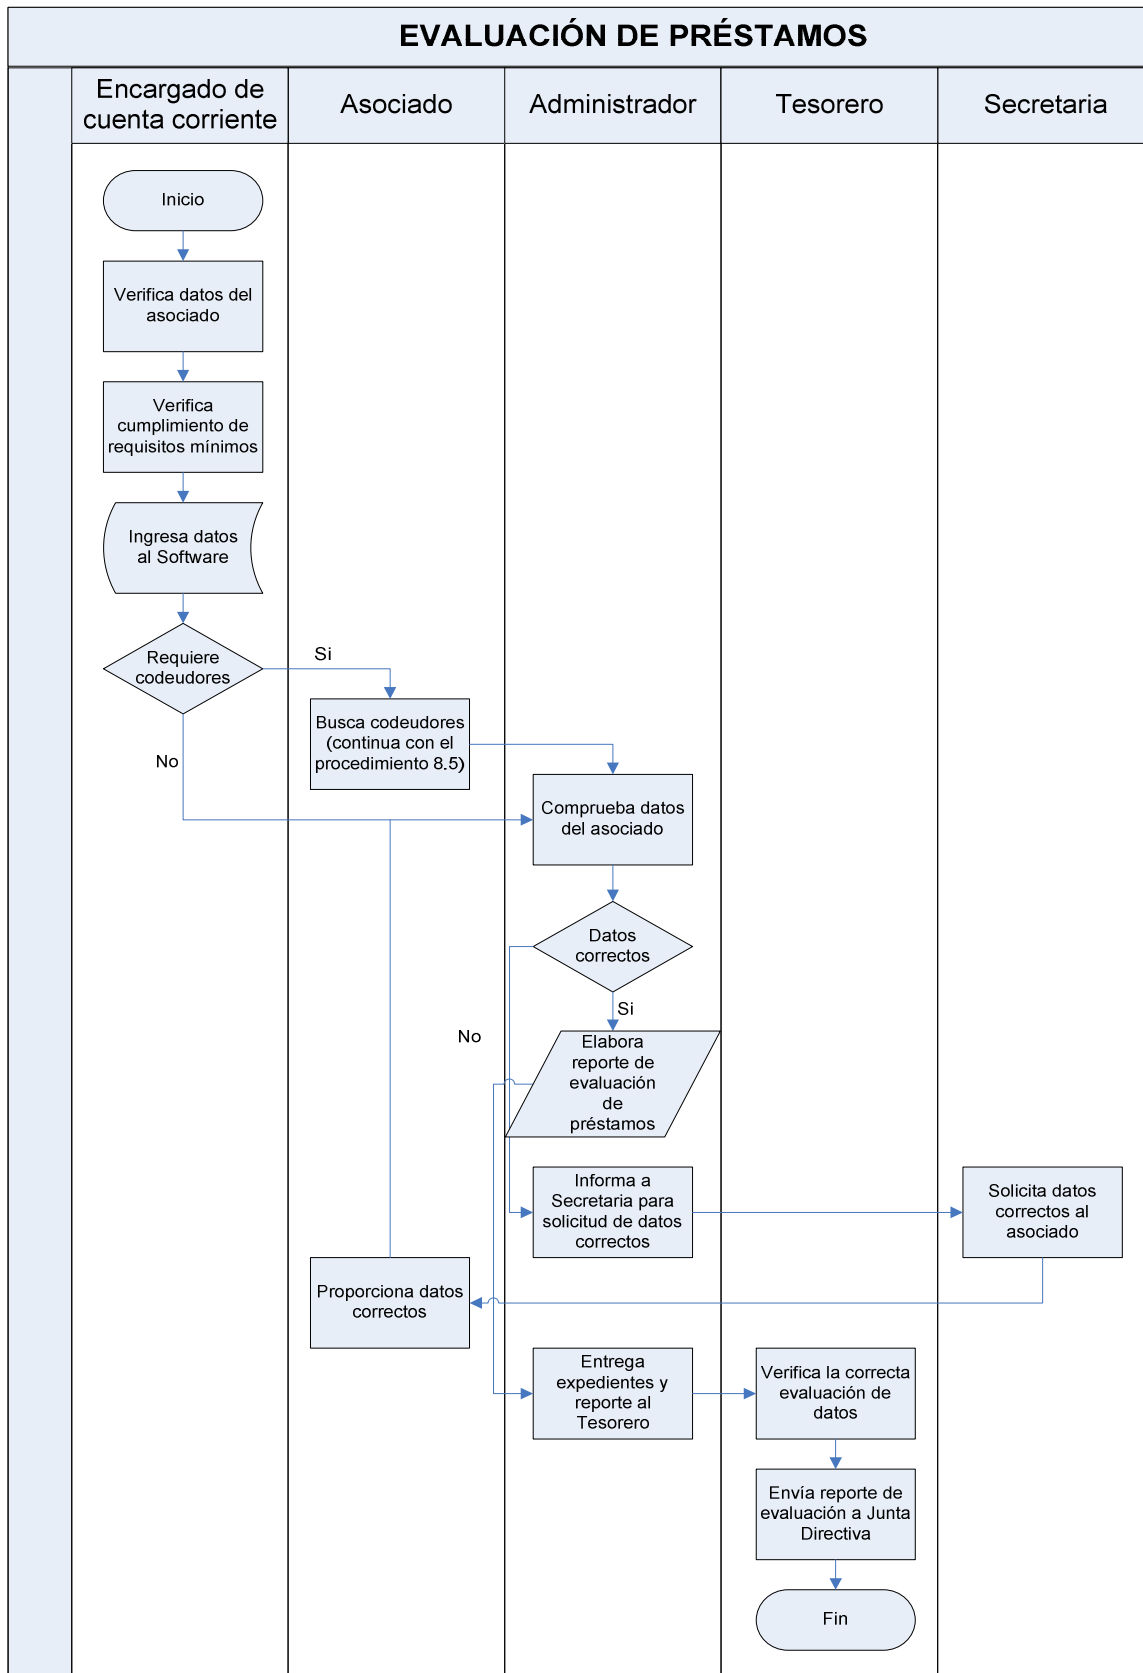 EVALUACIÓN DE PRÉSTAMOS
Encargado de
cuenta corriente
Asociado
Administrador
Tesorero
Secretaria
Inicio
Verifica datos del
asociado
Verifica
cumplimiento de
requisitos mínimos
Ingresa datos
al Software
Requiere
codeudores
Si
No
Busca codeudores
(continua con el
procedimiento 8.5)
Comprueba datos
del asociado
Datos
correctos
Si
No
Elabora
reporte de
evaluación
de
préstamos
Informa a
Secretaria para
solicitud de datos
correctos
Solicita datos
correctos al
asociado
Proporciona datos
correctos
Entrega
expedientes y
reporte al
Tesorero
Verifica la correcta
evaluación de
datos
Envía reporte de
evaluación a Junta
Directiva
Fin